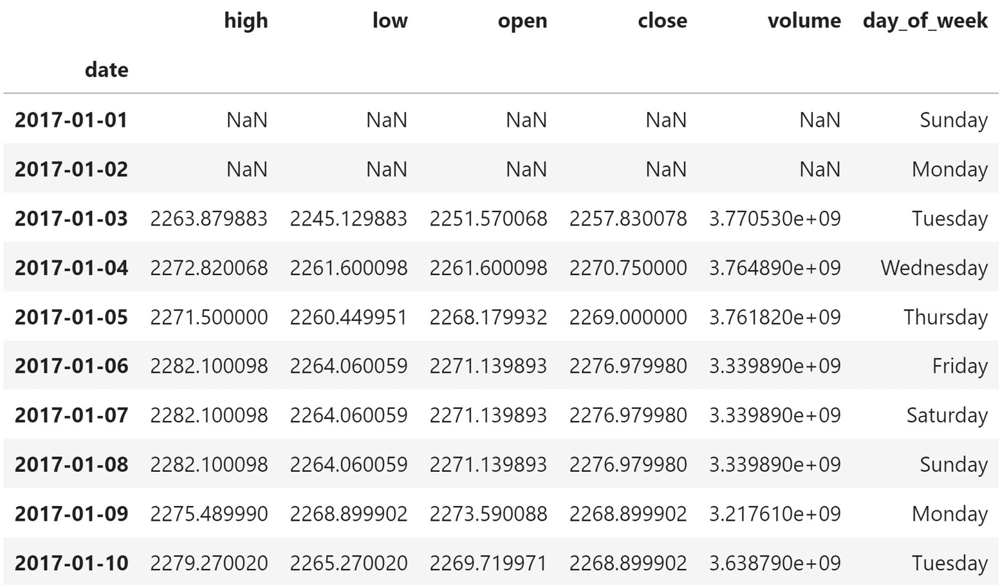 high low open close volume day_of_week
date
2017-01-01 NaN NaN NaN NaN NaN Sunday
2017-01-02 NaN NaN NaN NaN NaN Monday
2017-01-03 2263.879883 2245.129883 2251.570068 2257.830078 3.770530e+09 Tuesday
2017-01-04 2272.820068 2261.600098 2261.600098 2270.750000 3.764890e+09 Wednesday
2017-01-05 2271.500000 2260.449951 2268.179932 2269.000000 3.761820e+09 Thursday
2017-01-06 2282.100098 2264.060059 2271.139893 2276.979980 3.339890e+09 Friday
2017-01-07 2282.100098 2264.060059 2271.139893 2276.979980 3.339890e+09 Saturday
2017-01-08 2282.100098 2264.060059 2271.139893 2276.979980 3.339890e+09 Sunday
2017-01-09 2275.489990 2268.899902 2273.590088 2268.899902 3.217610e+09 Monday
2017-01-10 2279.270020 2265.270020 2269.719971 2268.899902 3.638790e+09 Tuesday